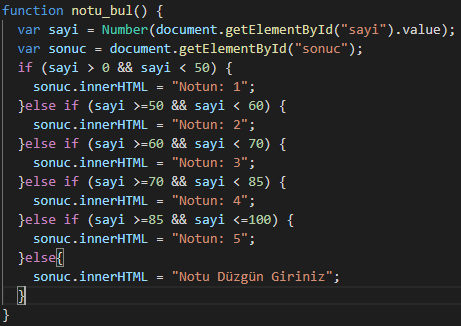 function notu_bul() {
  var sayi = Number(document.getElementById("sayi").value);
  var sonuc = document.getElementById("sonuc");
  if (sayi > 0 && sayi < 50) {
    sonuc.innerHTML = "Notun: 1";
  }else if (sayi >=50 && sayi < 60) {
    sonuc.innerHTML = "Notun: 2";
  }else if (sayi >=60 && sayi < 70) {
    sonuc.innerHTML = "Notun: 3";
  }else if (sayi >=70 && sayi < 85) {
    sonuc.innerHTML = "Notun: 4";
  }else if (sayi >=85 && sayi <=100) {
    sonuc.innerHTML = "Notun: 5";
  }else{
    sonuc.innerHTML = "Notu Düzgün Giriniz";
  }
}